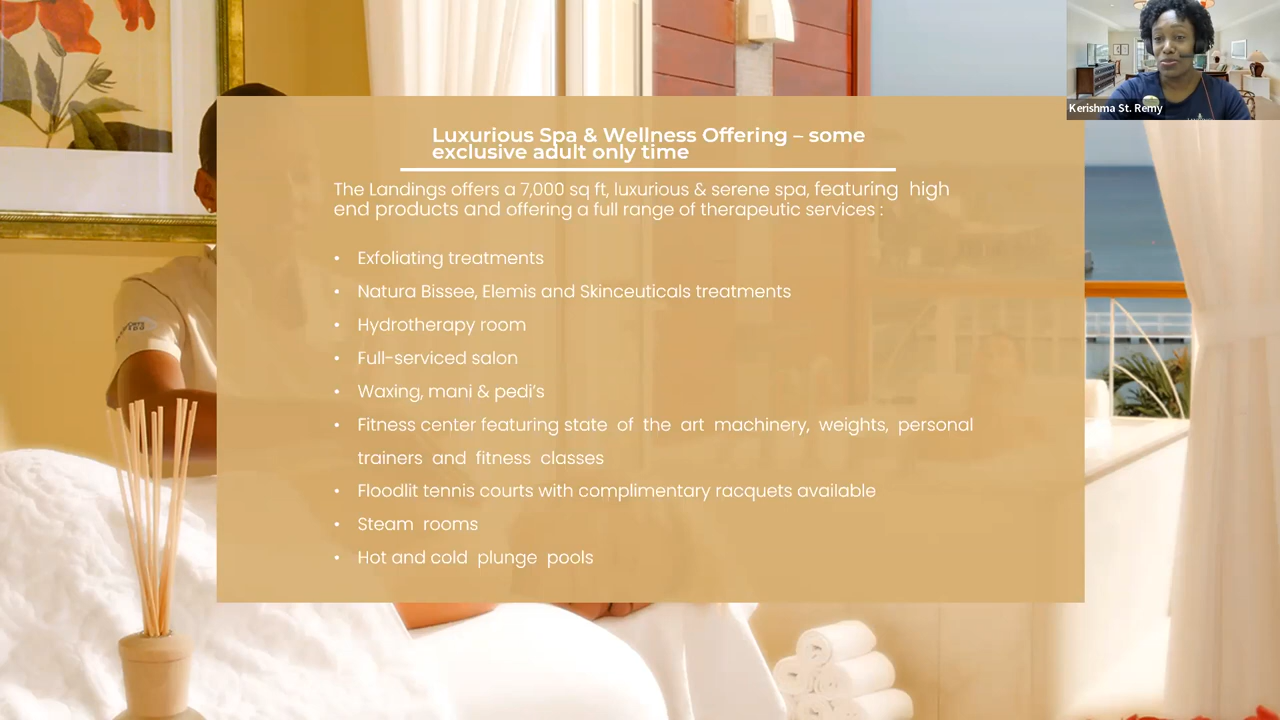 Kerishma St. Remy
Luxurious Spa & Wellness Offering – some
exclusive adult only time
The Landings offers a 7,000 sq ft, luxurious & serene spa, featuring high
end products and offering a full range of therapeutic services :
• Exfoliating treatments
• Natura Bissee, Elemis and Skinceuticals treatments
• Hydrotherapy room
• Full-serviced salon
• Waxing, mani & pedi's
• Fitness center featuring state of the art machinery, weights, personal
trainers and fitness classes
• Floodlit tennis courts with complimentary racquets available
• Steam rooms
• Hot and cold plunge pools